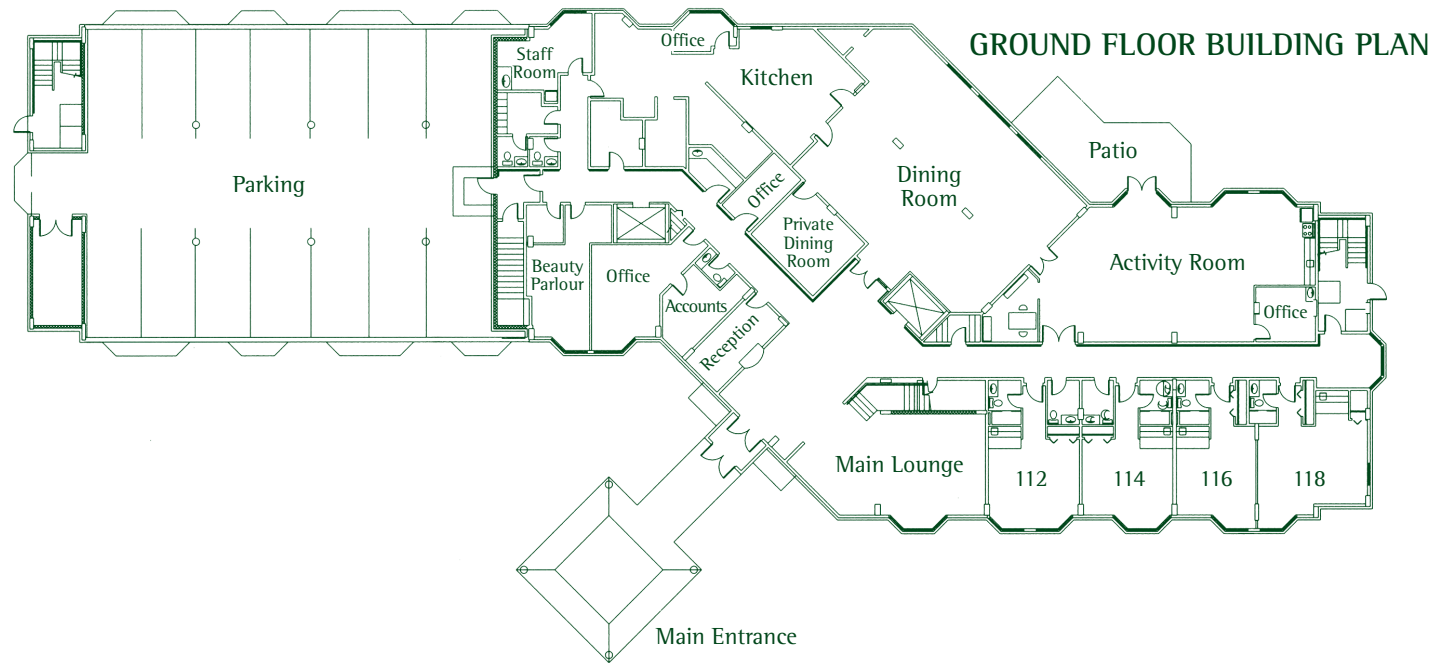 GROUND FLOOR BUILDING PLAN
Office
Staff
Room
Kitchen
Patio
Parking
Dining
Room
Office
Private
Dining
Room
Beauty
Parlour
Office
Activity Room
Accounts
Office
Reception
Main Lounge
112
114
116
118
Main Entrance